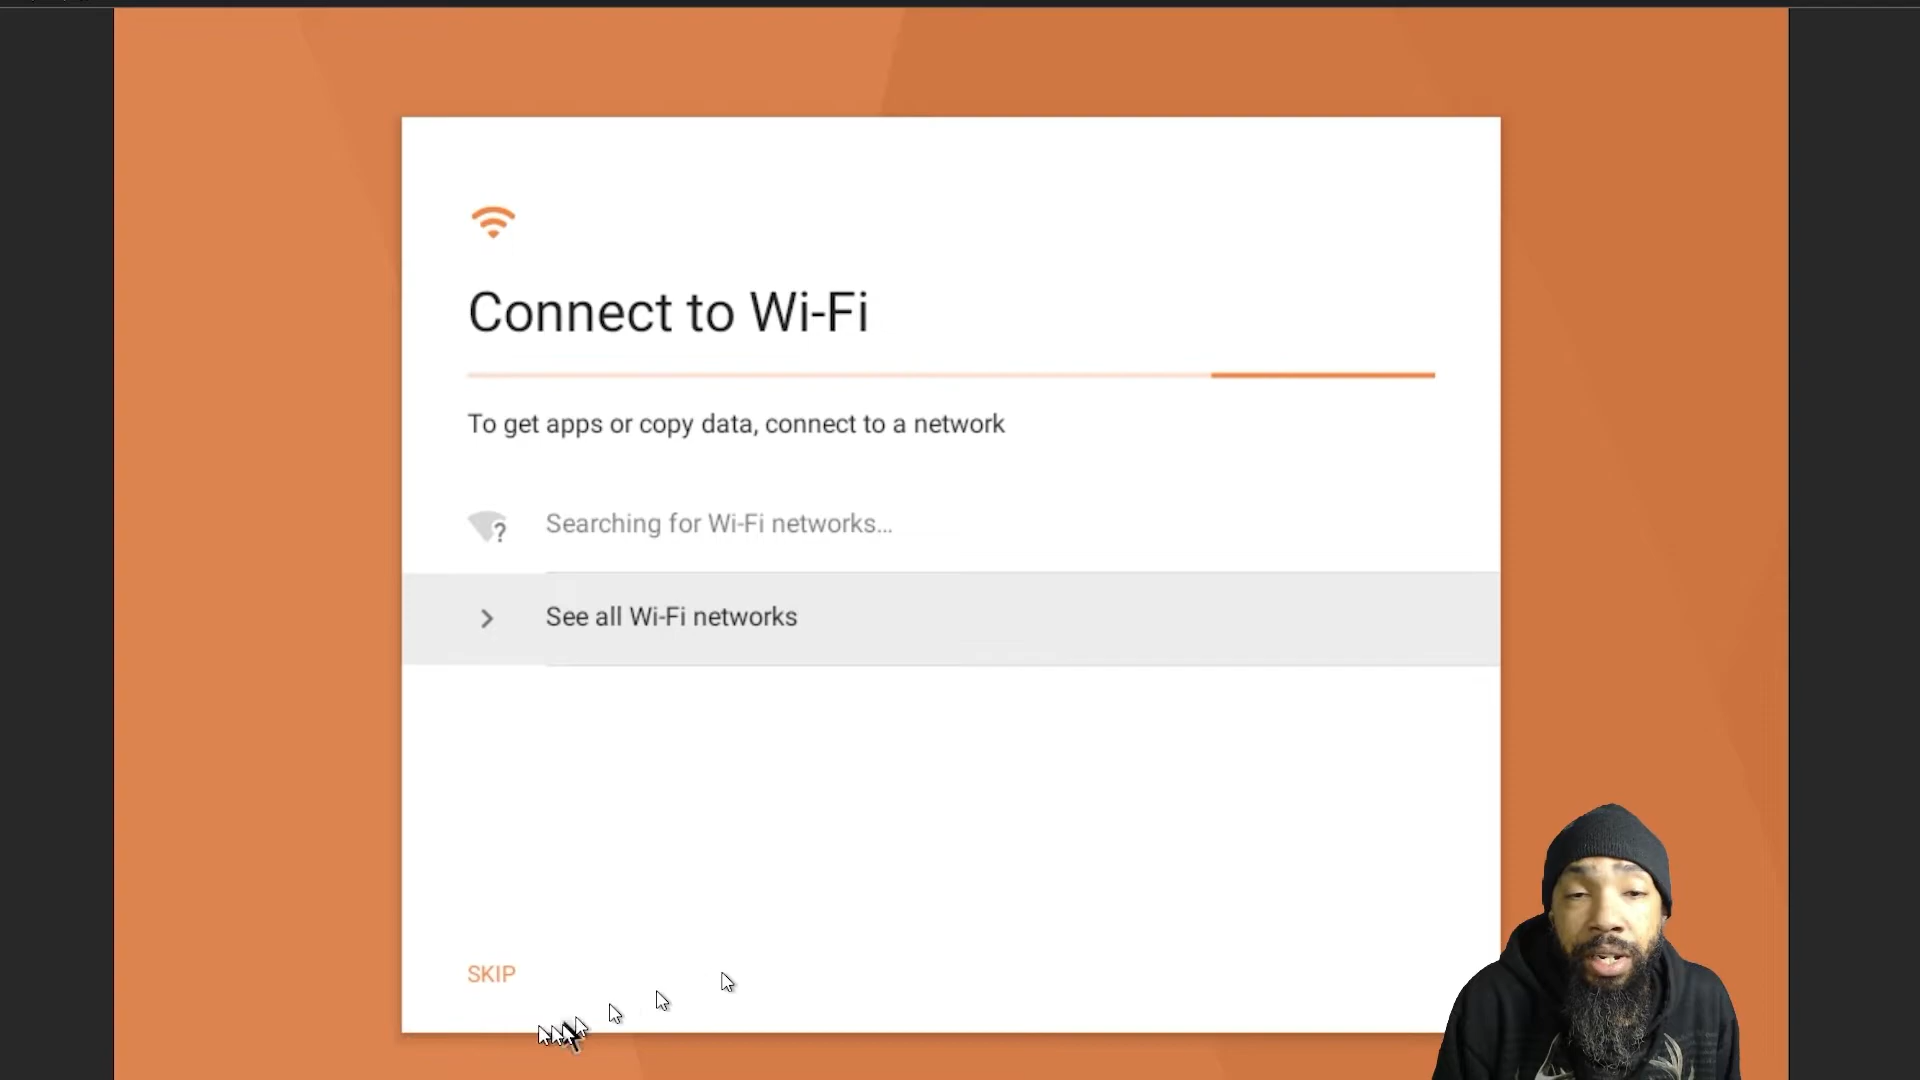 Connect to Wi-Fi
To get apps or copy data, connect to a network
?
Searching for Wi-Fi networks...
See all Wi-Fi networks
SKIP